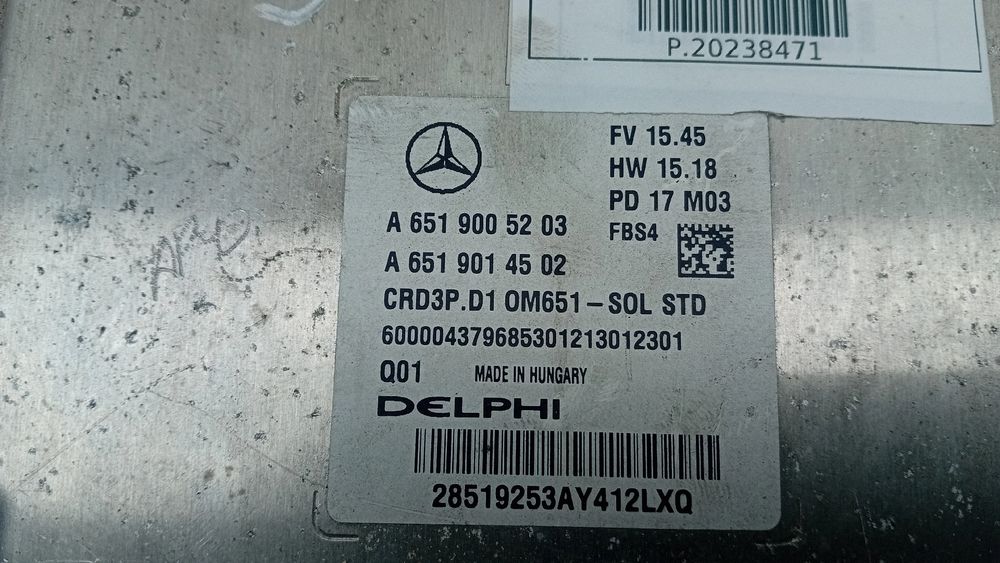 P.20238471
FV 15.45
HW 15.18
PD 17 M03
FBS4
A 651 900 52 03
A 651 901 45 02
CRD3P.D1 OM651-SOL STD
600004379685301213012301
Q01 MADE IN HUNGARY
DELPHI
28519253AY412LXQ